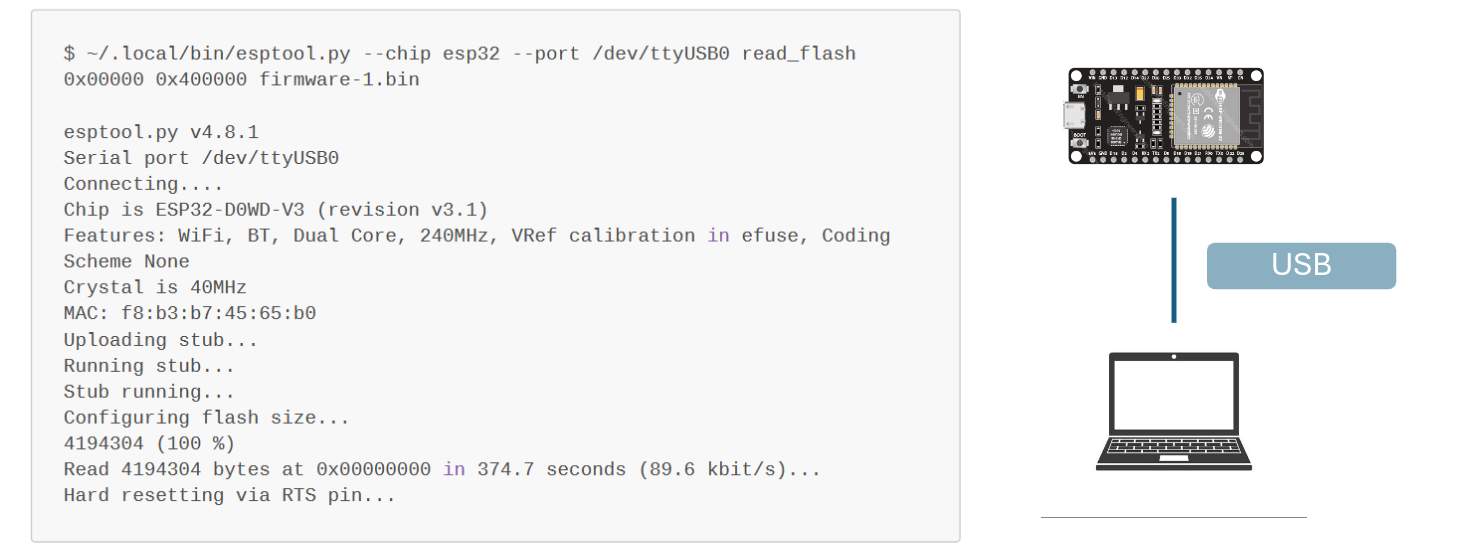 $ ~/.local/bin/esptool.py --chip esp32 --port /dev/ttyUSB0 read_flash
0x00000 0x400000 firmware-1.bin
esptool.py v4.8.1
Serial port /dev/ttyUSB0
Connecting....
Chip is ESP32-D0WD-V3 (revision v3.1)
Features: WiFi, BT, Dual Core, 240MHz, VRef calibration in efuse, Coding
Scheme None
Crystal is 40MHz
MAC: f8:b3:b7:45:65:b0
Uploading stub...
Running stub...
Stub running...
Configuring flash size...
4194304 (100 %)
Read 4194304 bytes at 0x00000000 in 374.7 seconds (89.6 kbit/s)...
Hard resetting via RTS pin...
EN
BOOT
USB